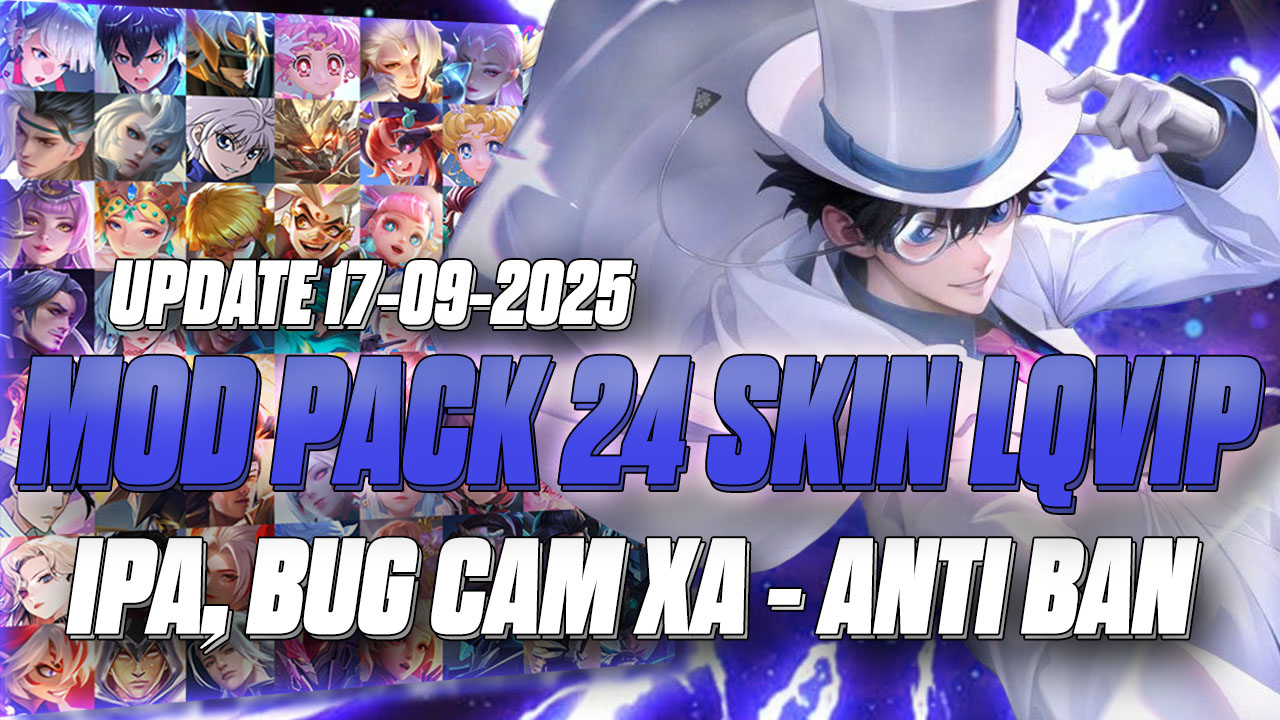 UPDATE 17-09-2025
MOD PACK 24 SKIN LQVIP
IPA, BUG CAM XA - ANTI BAN